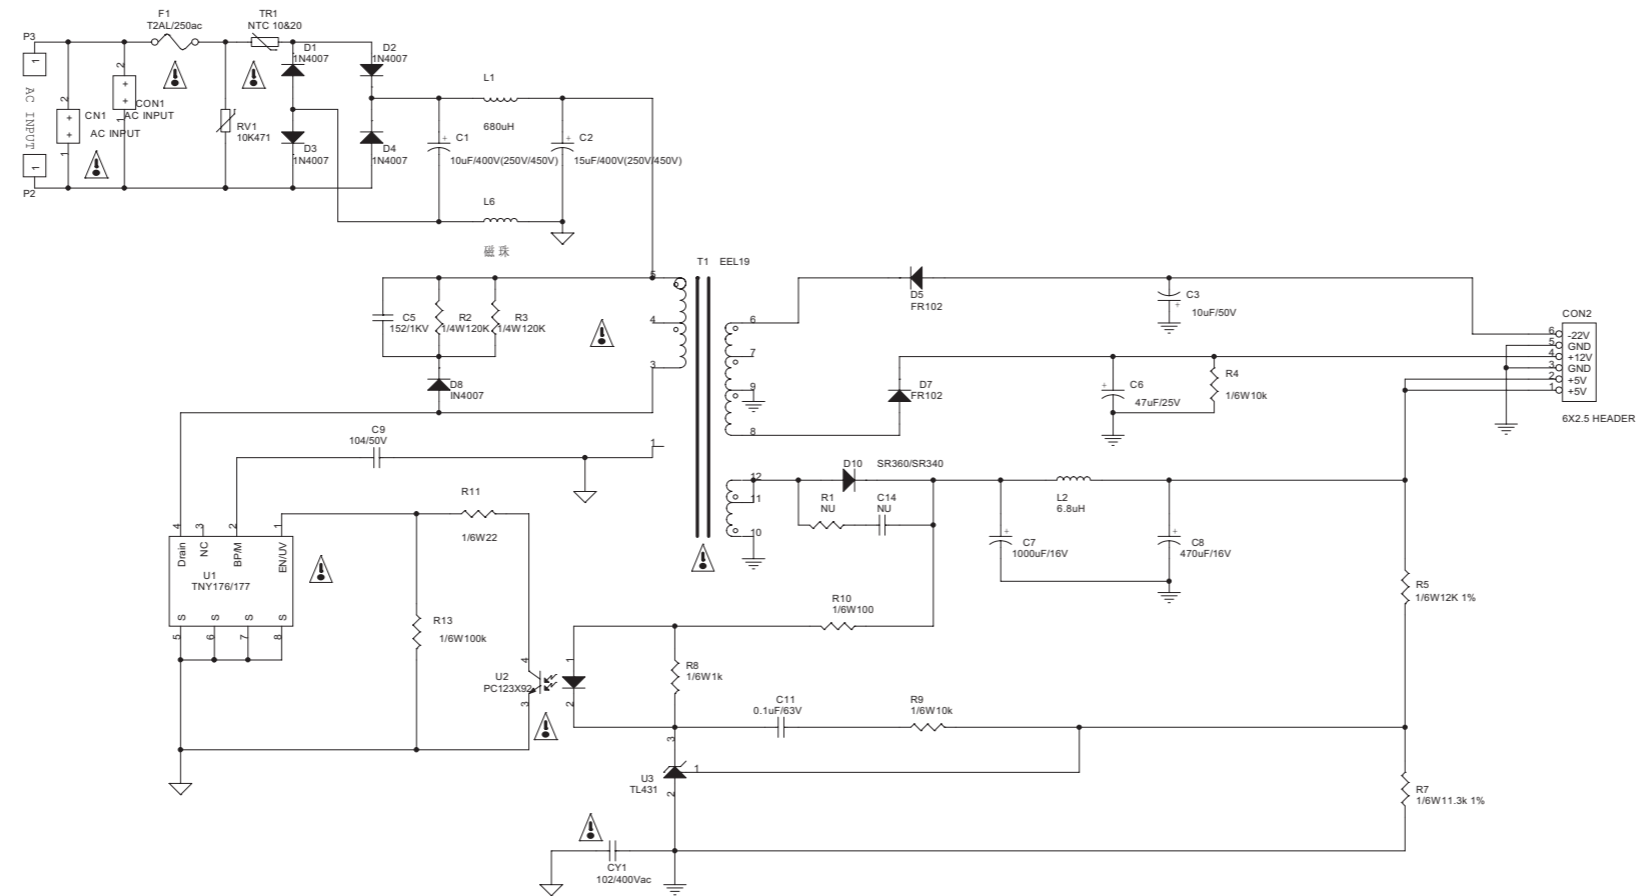 F1
T2AL/250ac
TR1
NTC 10&20
P3
1
AC INPUT
1
P2
2
CN1
AC INPUT
1
2
CON1
AC INPUT
1
RV1
10K471
D1
1N4007
D2
1N4007
D3
1N4007
D4
1N4007
L1
680uH
+
C1
10uF/400V(250V/450V)
+
C2
15uF/400V(250V/450V)
L6
磁珠
T1 EEL19
5
4
3
1
C5
152/1KV
R2
1/4W120K
R3
1/4W120K
D8
IN4007
C9
104/50V
6
7
9
8
12
11
10
D5
FR102
C3
+
10uF/50V
D7
FR102
+
C6
47uF/25V
R4
1/6W10k
CON2
6
-22V
5
GND
4
+12V
3
GND
2
+5V
1
+5V
6X2.5 HEADER
D10
SR360/SR340
R1
NU
C14
NU
L2
6.8uH
+
C7
1000uF/16V
+
C8
470uF/16V
R11
1/6W22
4
3
2
1
Drain
NC
BP/M
EN/UV
U1
TNY176/177
S
S
S
S
5
6
7
8
R13
1/6W100k
4
U2
PC123X92
3
1
2
R10
1/6W100
R8
1/6W1k
C11
0.1uF/63V
R9
1/6W10k
R5
1/6W12K 1%
3
1
U3
TL431
2
R7
1/6W11.3k 1%
CY1
102/400Vac